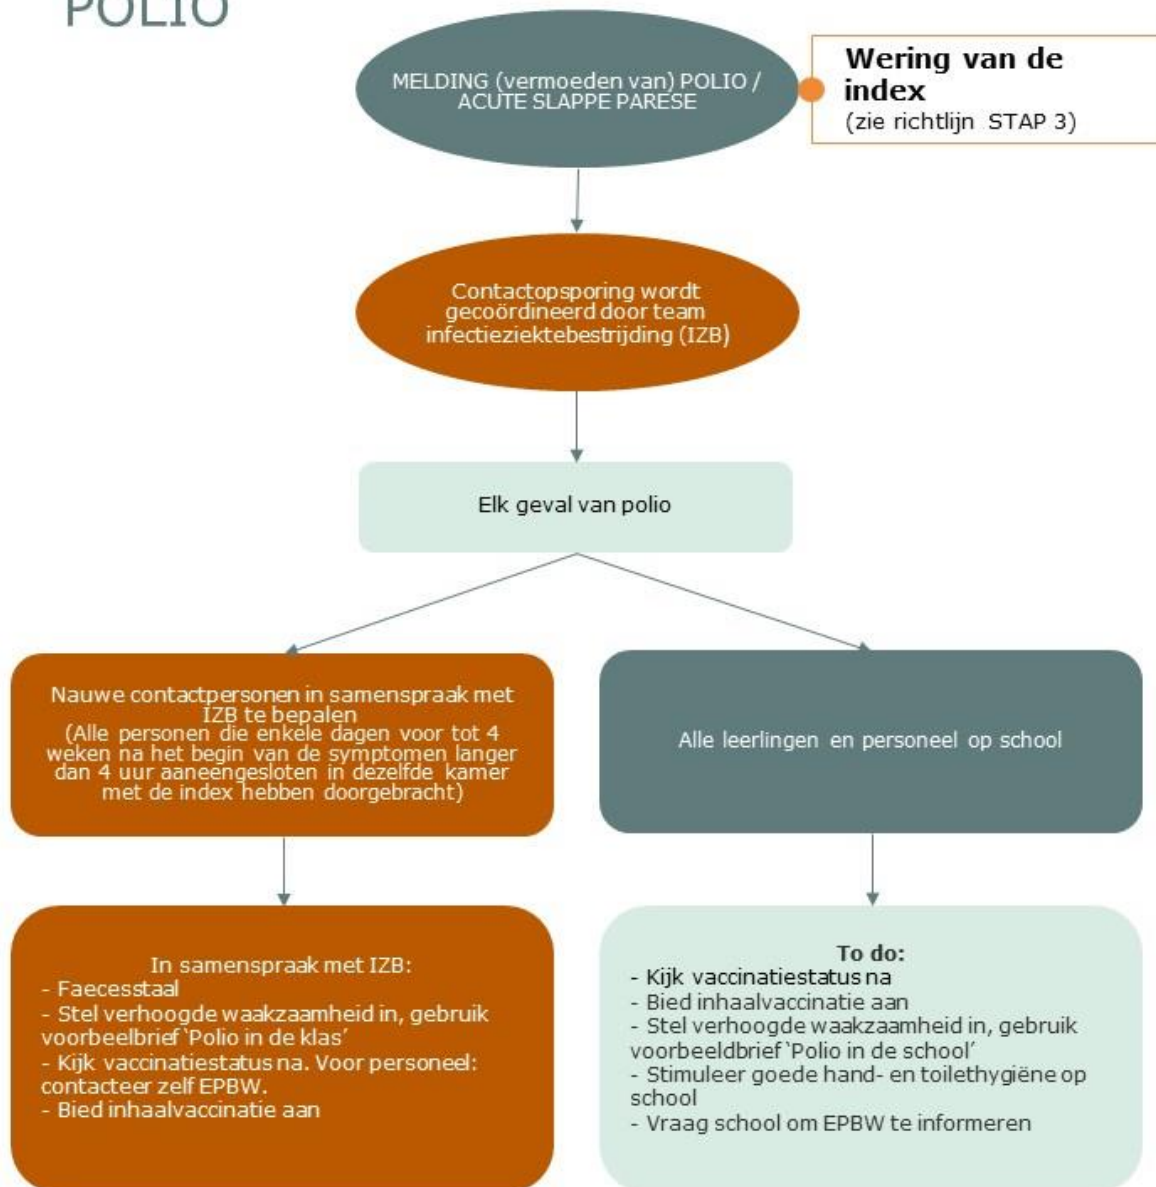 POLIO
MELDING (vermoeden van) POLIO /
ACUTE SLAPPE PARESE
Wering van de
index
(zie richtlijn STAP 3)
Contactopsporing wordt
gecoördineerd door team
infectieziektebestrijding (IZB)
Elk geval van polio
Nauwe contactpersonen in samenspraak met
IZB te bepalen
(Alle personen die enkele dagen voor tot 4
weken na het begin van de symptomen langer
dan 4 uur aaneengesloten in dezelfde kamer
met de index hebben doorgebracht)
Alle leerlingen en personeel op school
In samenspraak met IZB:
- Faecesstaal
- Stel verhoogde waakzaamheid in, gebruik
voorbeelbrief ‘Polio in de klas’
- Kijk vaccinatiestatus na. Voor personeel:
contacteer zelf EPBW.
- Bied inhaalvaccinatie aan
To do:
- Kijk vaccinatiestatus na
- Bied inhaalvaccinatie aan
- Stel verhoogde waakzaamheid in, gebruik
voorbeeldbrief ‘Polio in de school’
- Stimuleer goede hand- en toilethygiëne op
school
- Vraag school om EPBW te informeren